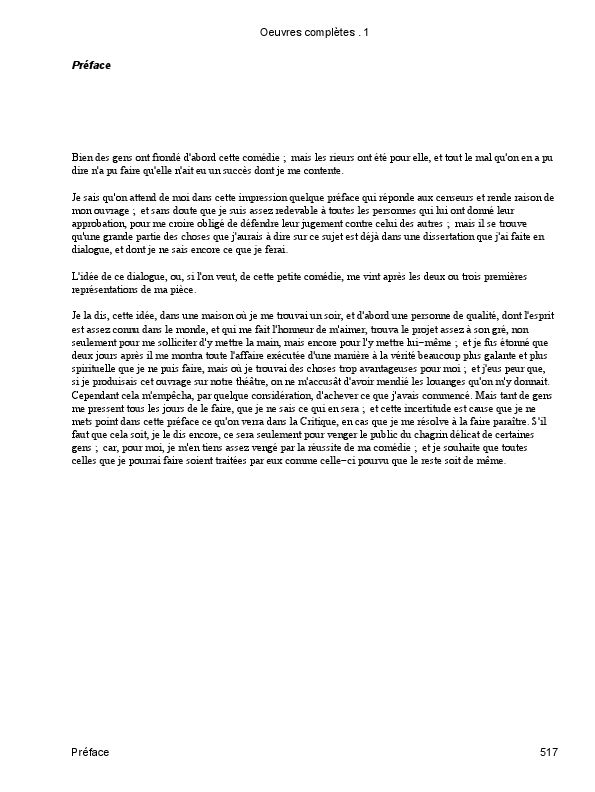 Oeuvres complètes . 1
Préface
Bien des gens ont frondé d'abord cette comédie ; mais les rieurs ont été pour elle, et tout le mal qu'on en a pu
dire n'a pu faire qu'elle n'ait eu un succès dont je me contente.
Je sais qu'on attend de moi dans cette impression quelque préface qui réponde aux censeurs et rende raison de
mon ouvrage ; et sans doute que je suis assez redevable à toutes les personnes qui lui ont donné leur
approbation, pour me croire obligé de défendre leur jugement contre celui des autres ; mais il se trouve
qu'une grande partie des choses que j'aurais à dire sur ce sujet est déjà dans une dissertation que j'ai faite en
dialogue, et dont je ne sais encore ce que je ferai.
L'idée de ce dialogue, ou, si l'on veut, de cette petite comédie, me vint après les deux ou trois premières
représentations de ma pièce.
Je la dis, cette idée, dans une maison où je me trouvai un soir, et d'abord une personne de qualité, dont l'esprit
est assez connu dans le monde, et qui me fait l'honneur de m'aimer, trouva le projet assez à son gré, non
seulement pour me solliciter d'y mettre la main, mais encore pour l'y mettre lui−même ; et je fus étonné que
deux jours après il me montra toute l'affaire exécutée d'une manière à la vérité beaucoup plus galante et plus
spirituelle que je ne puis faire, mais où je trouvai des choses trop avantageuses pour moi ; et j'eus peur que,
si je produisais cet ouvrage sur notre théâtre, on ne m'accusât d'avoir mendié les louanges qu'on m'y donnait.
Cependant cela m'empêcha, par quelque considération, d'achever ce que j'avais commencé. Mais tant de gens
me pressent tous les jours de le faire, que je ne sais ce qui en sera ; et cette incertitude est cause que je ne
mets point dans cette préface ce qu'on verra dans la Critique, en cas que je me résolve à la faire paraître. S'il
faut que cela soit, je le dis encore, ce sera seulement pour venger le public du chagrin délicat de certaines
gens ; car, pour moi, je m'en tiens assez vengé par la réussite de ma comédie ; et je souhaite que toutes
celles que je pourrai faire soient traitées par eux comme celle−ci pourvu que le reste soit de même.
Préface 517